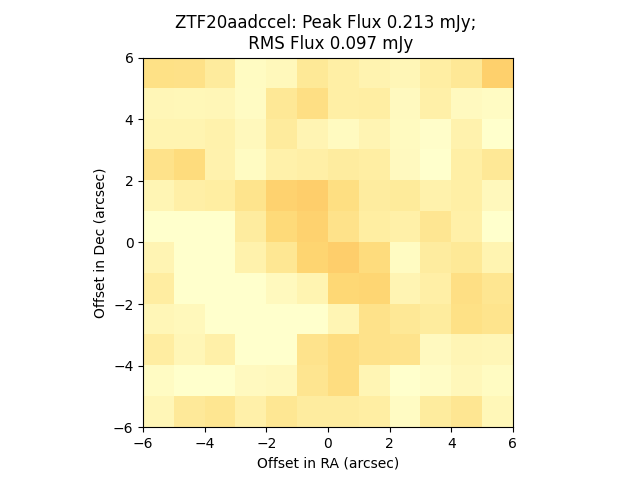 ZTF20aadccel: Peak Flux 0.213 mJy;
RMS Flux 0.097 mJy
6
4
2
0
−2
−4
−6
Offset in Dec (arcsec)
−6 −4 −2 0 2 4 6
Offset in RA (arcsec)